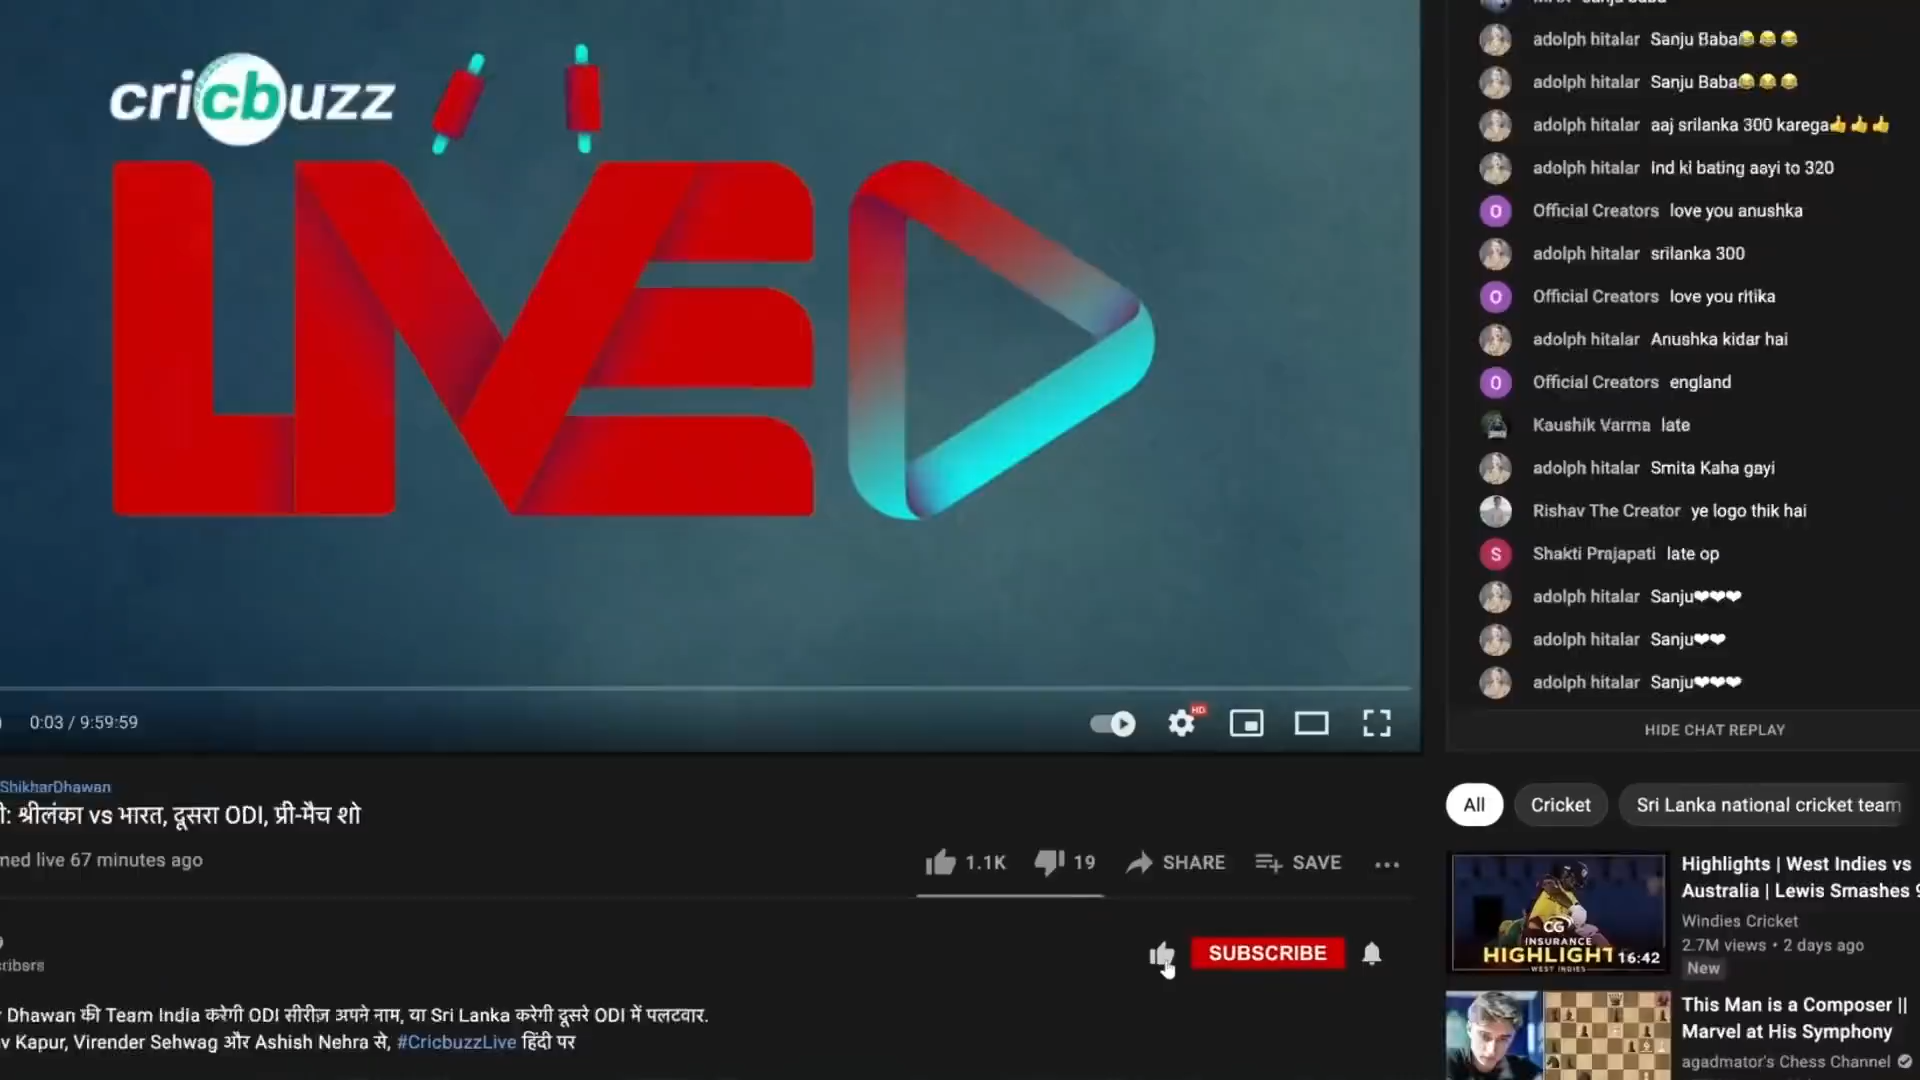 cricbuzz
LIVE
0:03 / 9:59:59
HD
ShikharDhawan
श्रीलंका vs भारत, दूसरा ODI, प्री-मैच शो
live 67 minutes ago
1.1K
19
SHARE
SAVE
SUBSCRIBE
Dhawan की Team India करेगी ODI सीरीज़ अपने नाम, या Sri Lanka करेगी दूसरे ODI में पलटवार.
Kapur, Virender Sehwag और Ashish Nehra से, #CricbuzzLive हिंदी पर
adolph hitalar Sanju Baba😂😂😂
adolph hitalar Sanju Baba😂😂😂
adolph hitalar aaj srilanka 300 karega👍👍👍
adolph hitalar Ind ki bating aayi to 320
O Official Creators love you anushka
adolph hitalar srilanka 300
O Official Creators love you ritika
adolph hitalar Anushka kidar hai
O Official Creators england
Kaushik Varma late
adolph hitalar Smita Kaha gayi
Rishav The Creator ye logo thik hai
S Shakti Prajapati late op
adolph hitalar Sanju❤❤❤
adolph hitalar Sanju❤❤
adolph hitalar Sanju❤❤❤
HIDE CHAT REPLAY
All
Cricket
Sri Lanka national cricket team
CG
INSURANCE
HIGHLIGHT
WEST INDIES
16:42
Highlights | West Indies vs
Australia | Lewis Smashes
Windies Cricket
2.7M views • 2 days ago
New
This Man is a Composer ||
Marvel at His Symphony
agadmator's Chess Channel